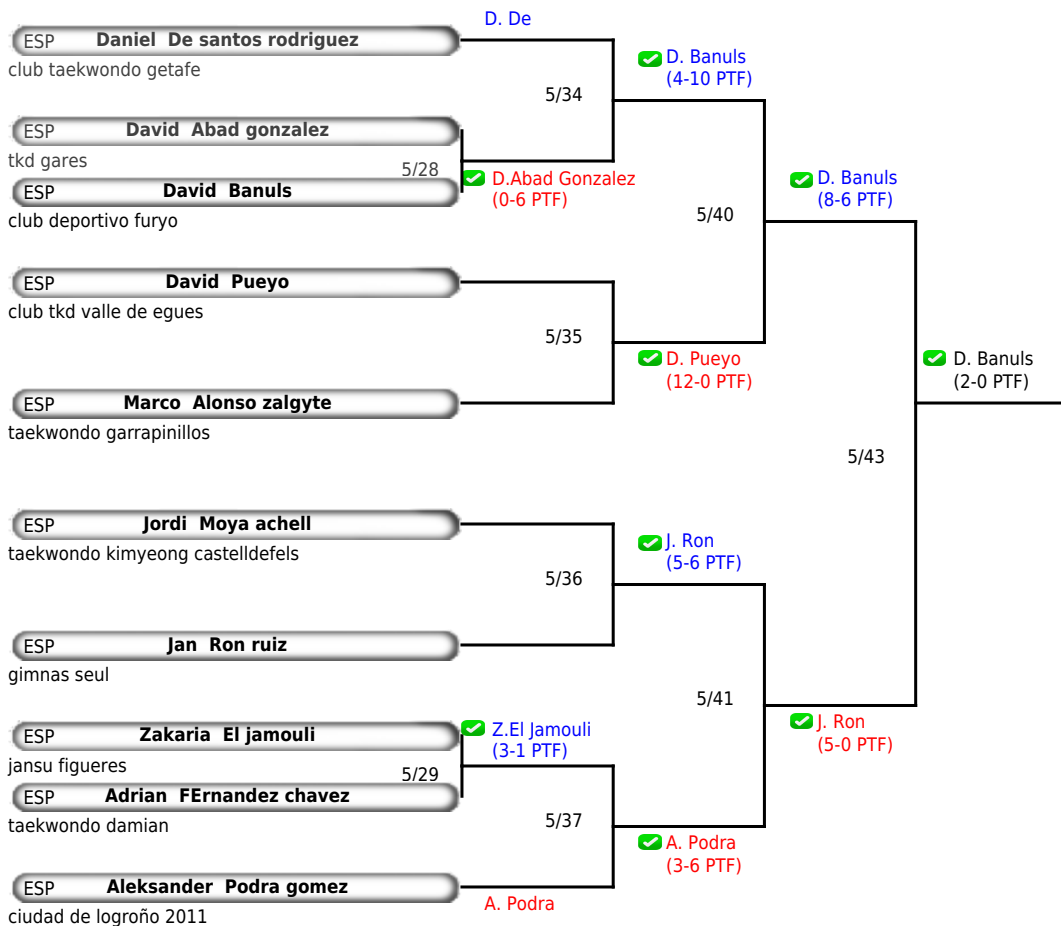 D. De
ESP Daniel De santos rodriguez
club taekwondo getafe
D. Banuls
(4-10 PTF)
5/34
ESP David Abad gonzalez
tkd gares
5/28
D.Abad Gonzalez
(0-6 PTF)
ESP David Banuls
club deportivo furyo
D. Banuls
(8-6 PTF)
5/40
ESP David Pueyo
club tkd valle de egues
5/35
D. Pueyo
(12-0 PTF)
D. Banuls
(2-0 PTF)
ESP Marco Alonso zalgyte
taekwondo garrapinillos
5/43
ESP Jordi Moya achell
taekwondo kimyeong castelldefels
J. Ron
(5-6 PTF)
5/36
ESP Jan Ron ruiz
gimnas seul
5/41
J. Ron
(5-0 PTF)
ESP Zakaria El jamouli
jansu figueres
Z.El Jamouli
(3-1 PTF)
5/29
ESP Adrian FErnandez chavez
taekwondo damian
5/37
A. Podra
(3-6 PTF)
ESP Aleksander Podra gomez
ciudad de logroño 2011
A. Podra